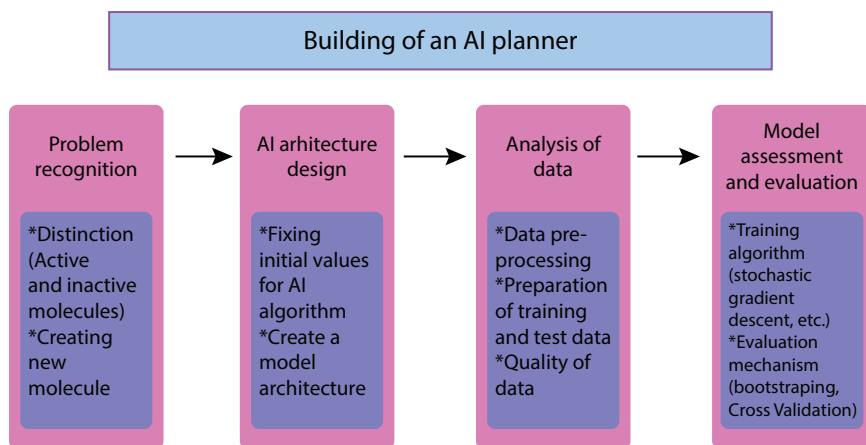 Building of an AI planner
Problem
recognition
*Distinction
(Active
and inactive
molecules)
*Creating
new
molecule
AI arhitecture
design
*Fixing
initial values
for AI
algorithm
*Create a
model
architecture
Analysis of
data
*Data pre-
processing
*Preparation
of training
and test data
*Quality of
data
Model
assessment
and evaluation
*Training
algorithm
(stochastic
gradient
descent, etc.)
*Evaluation
mechanism
(bootstraping,
Cross Validation)